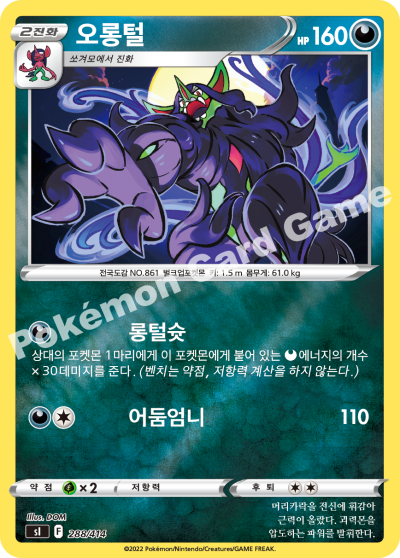 2진화 오롱털 HP 160
쏘겨모에서 진화
전국도감 NO.861 벌크업포켓몬 키: 1.5 m 몸무게: 61.0 kg
Pokémon Card Game
롱털슛
상대의 포켓몬 1마리에게 이 포켓몬에게 붙어 있는 에너지의 개수
×30데미지를 준다. (벤치는 약점, 저항력 계산을 하지 않는다.)
어둠엄니 110
약점 ×2 저항력 후퇴
Illus. DOM
sI F 288/414
머리카락을 전신에 휘감아
근력이 올랐다. 괴력몬을
압도하는 파워를 발휘한다.
©2022 Pokémon/Nintendo/Creatures/GAME FREAK.